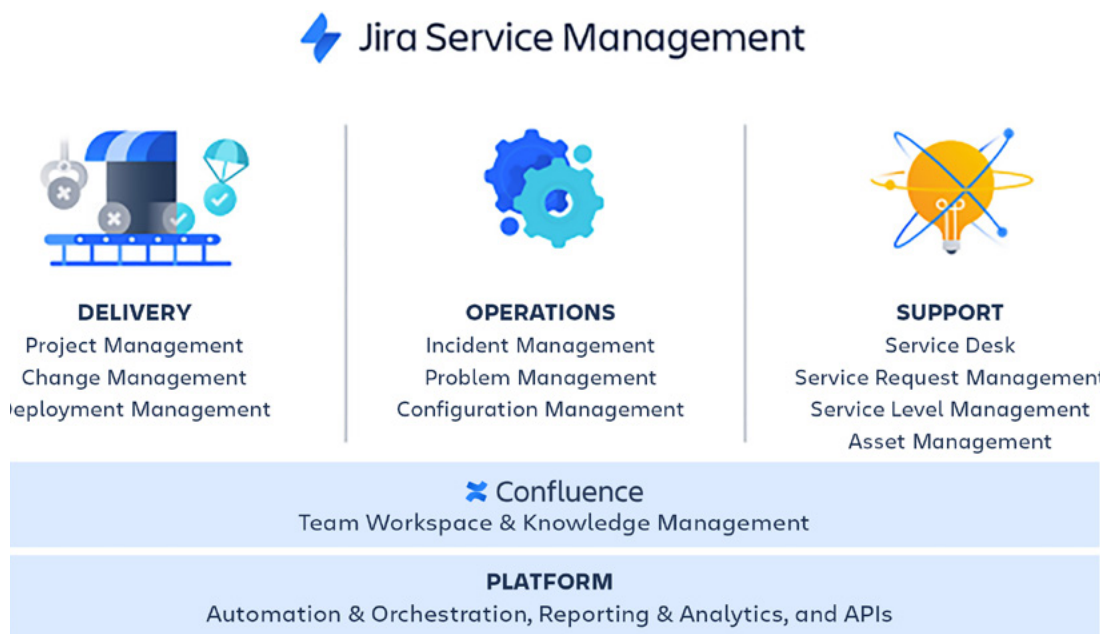 Jira Service Management
DELIVERY
Project Management
Change Management
eployment Management
OPERATIONS
Incident Management
Problem Management
Configuration Management
SUPPORT
Service Desk
Service Request Management
Service Level Management
Asset Management
Confluence
Team Workspace & Knowledge Management
PLATFORM
Automation & Orchestration, Reporting & Analytics, and APIs